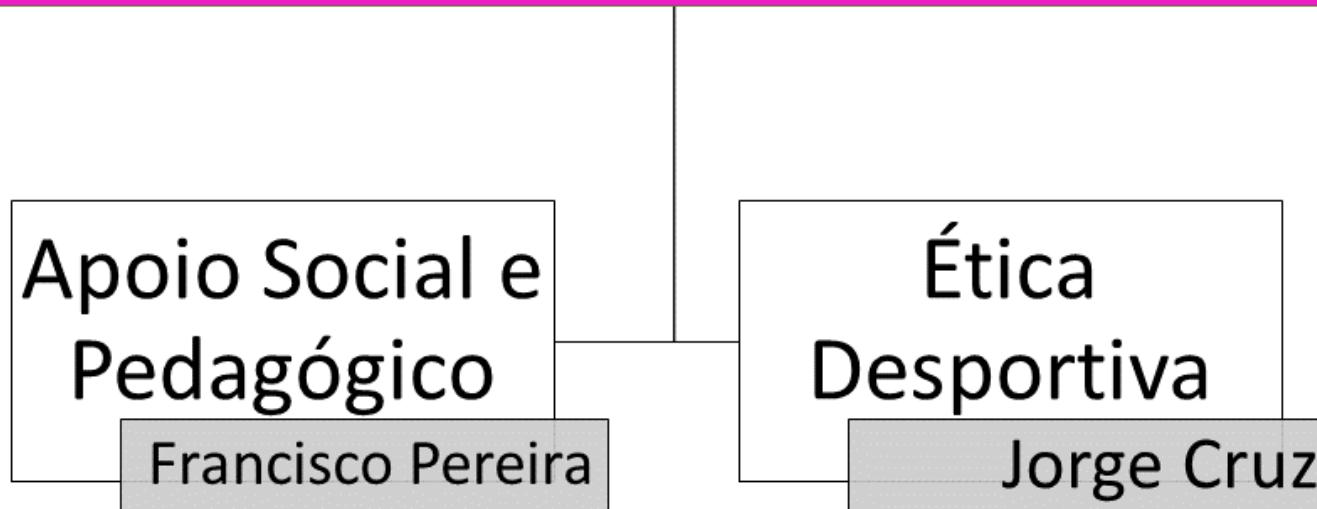 Apoio Social e
Pedagógico
Francisco Pereira
Ética
Desportiva
Jorge Cruz